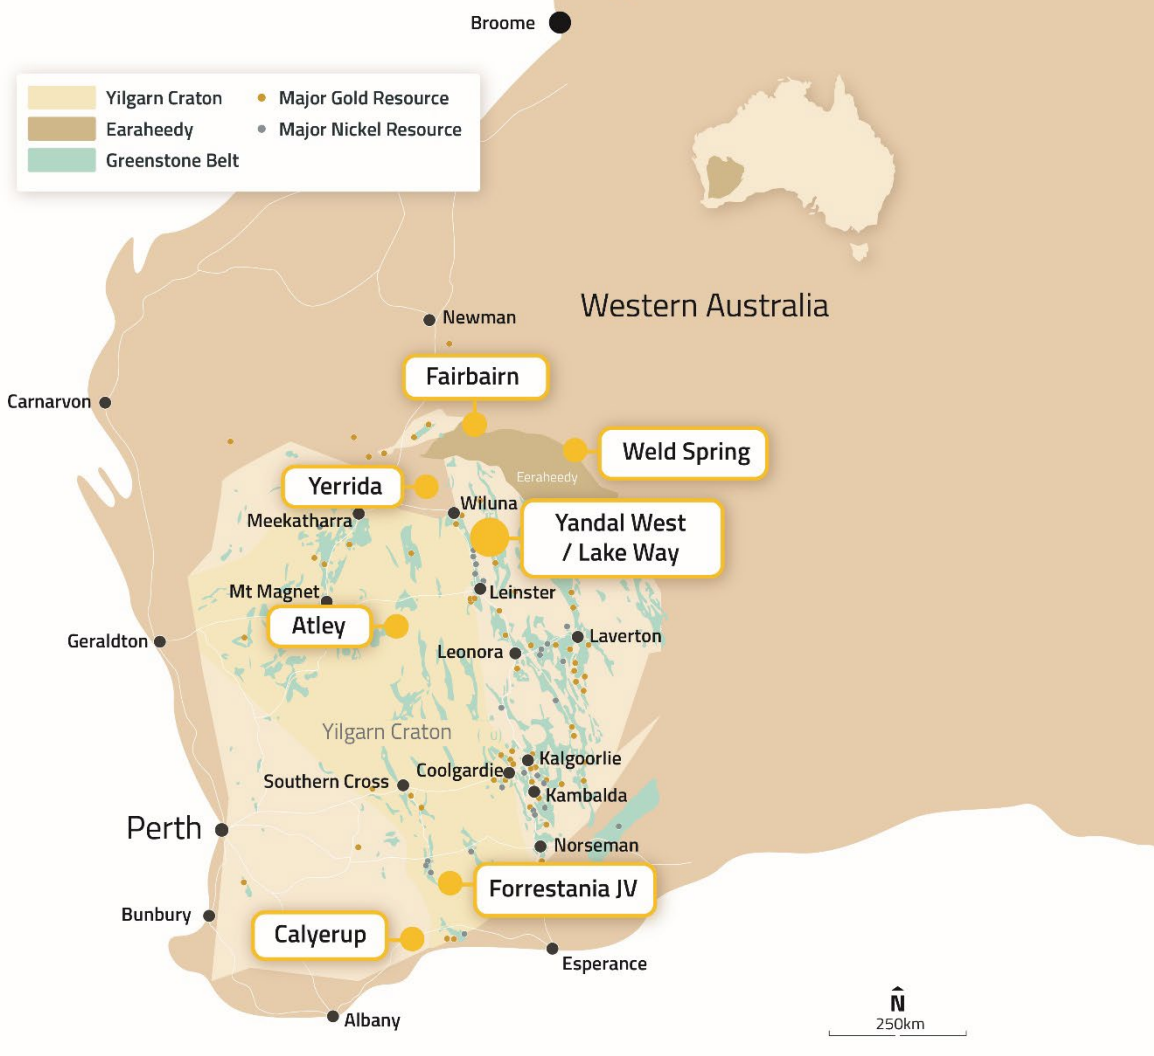 Broome
Yilgarn Craton
Earaheedy
Greenstone Belt
Major Gold Resource
Major Nickel Resource
Western Australia
Newman
Fairbairn
Carnarvon
Weld Spring
Eeraheedy
Yerrida
Wiluna
Meekatharra
Yandal West
/ Lake Way
Mt Magnet
Leinster
Atley
Geraldton
Laverton
Leonora
Yilgarn Craton
Kalgoorlie
Coolgardie
Southern Cross
Kambalda
Perth
Norseman
Forrestania JV
Bunbury
Calyerup
Esperance
N
250km
Albany